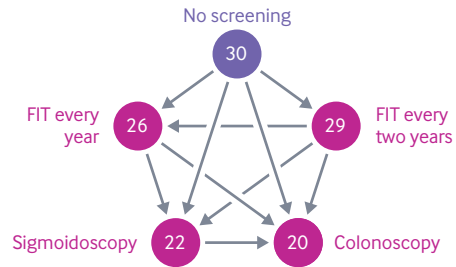 No screening
30
FIT every
year
26
29
FIT every
two years
Sigmoidoscopy
22
20
Colonoscopy